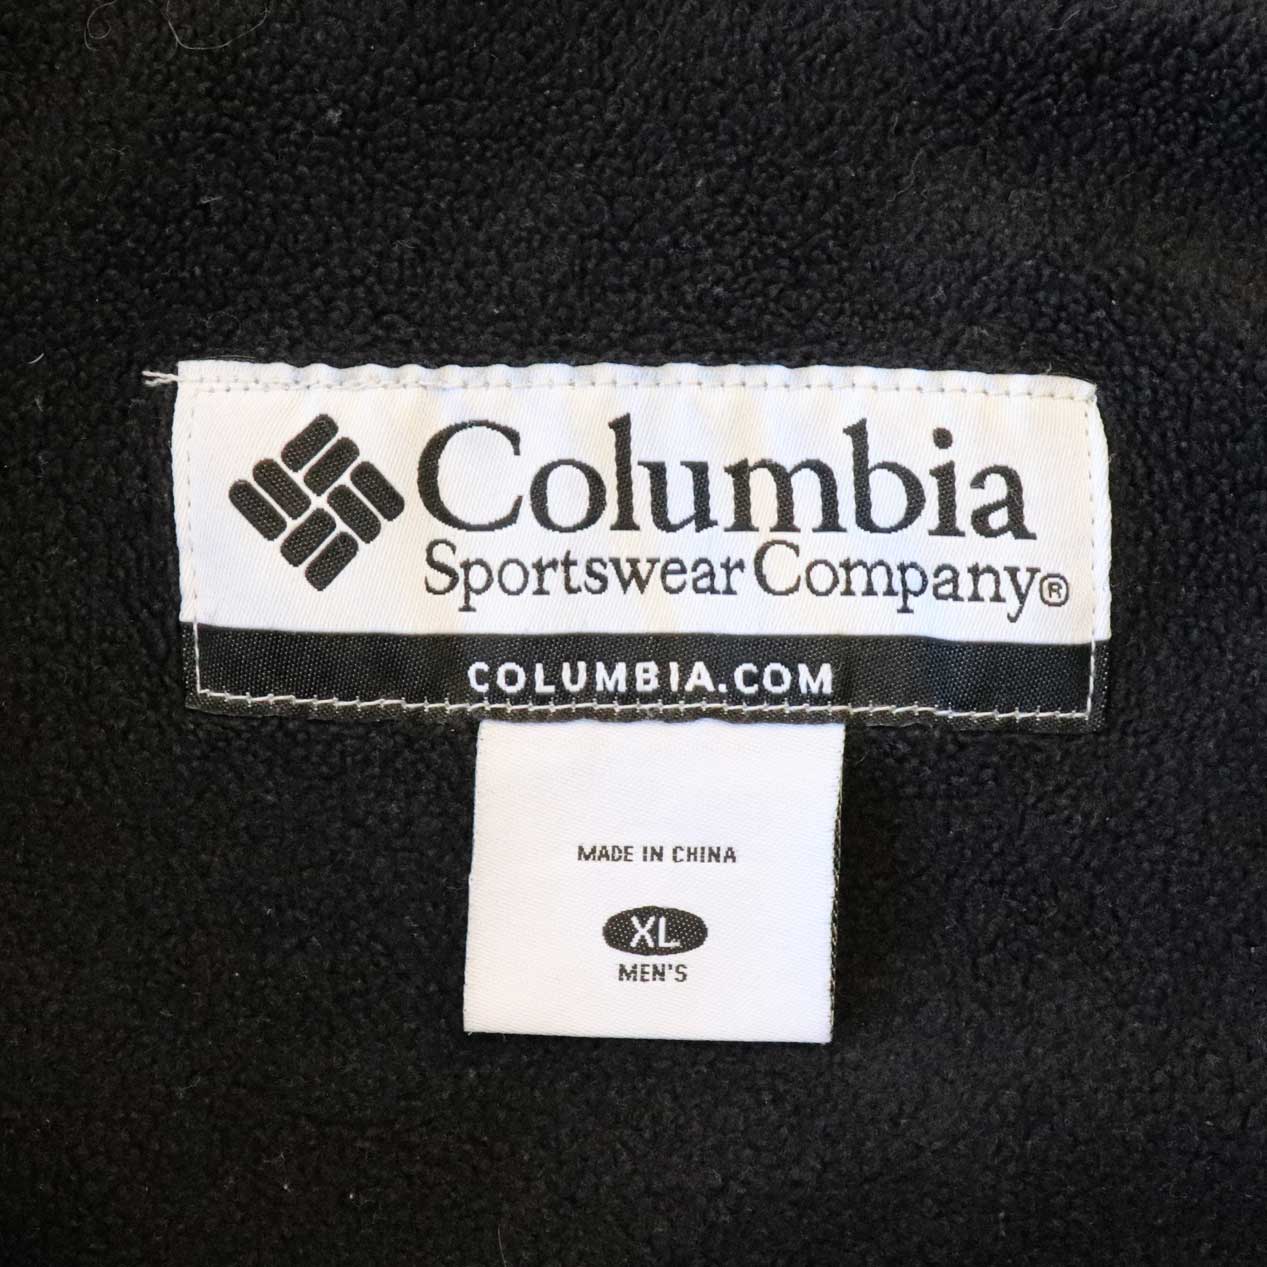 Columbia
Sportswear Company®
COLUMBIA.COM
MADE IN CHINA
XL
MEN'S